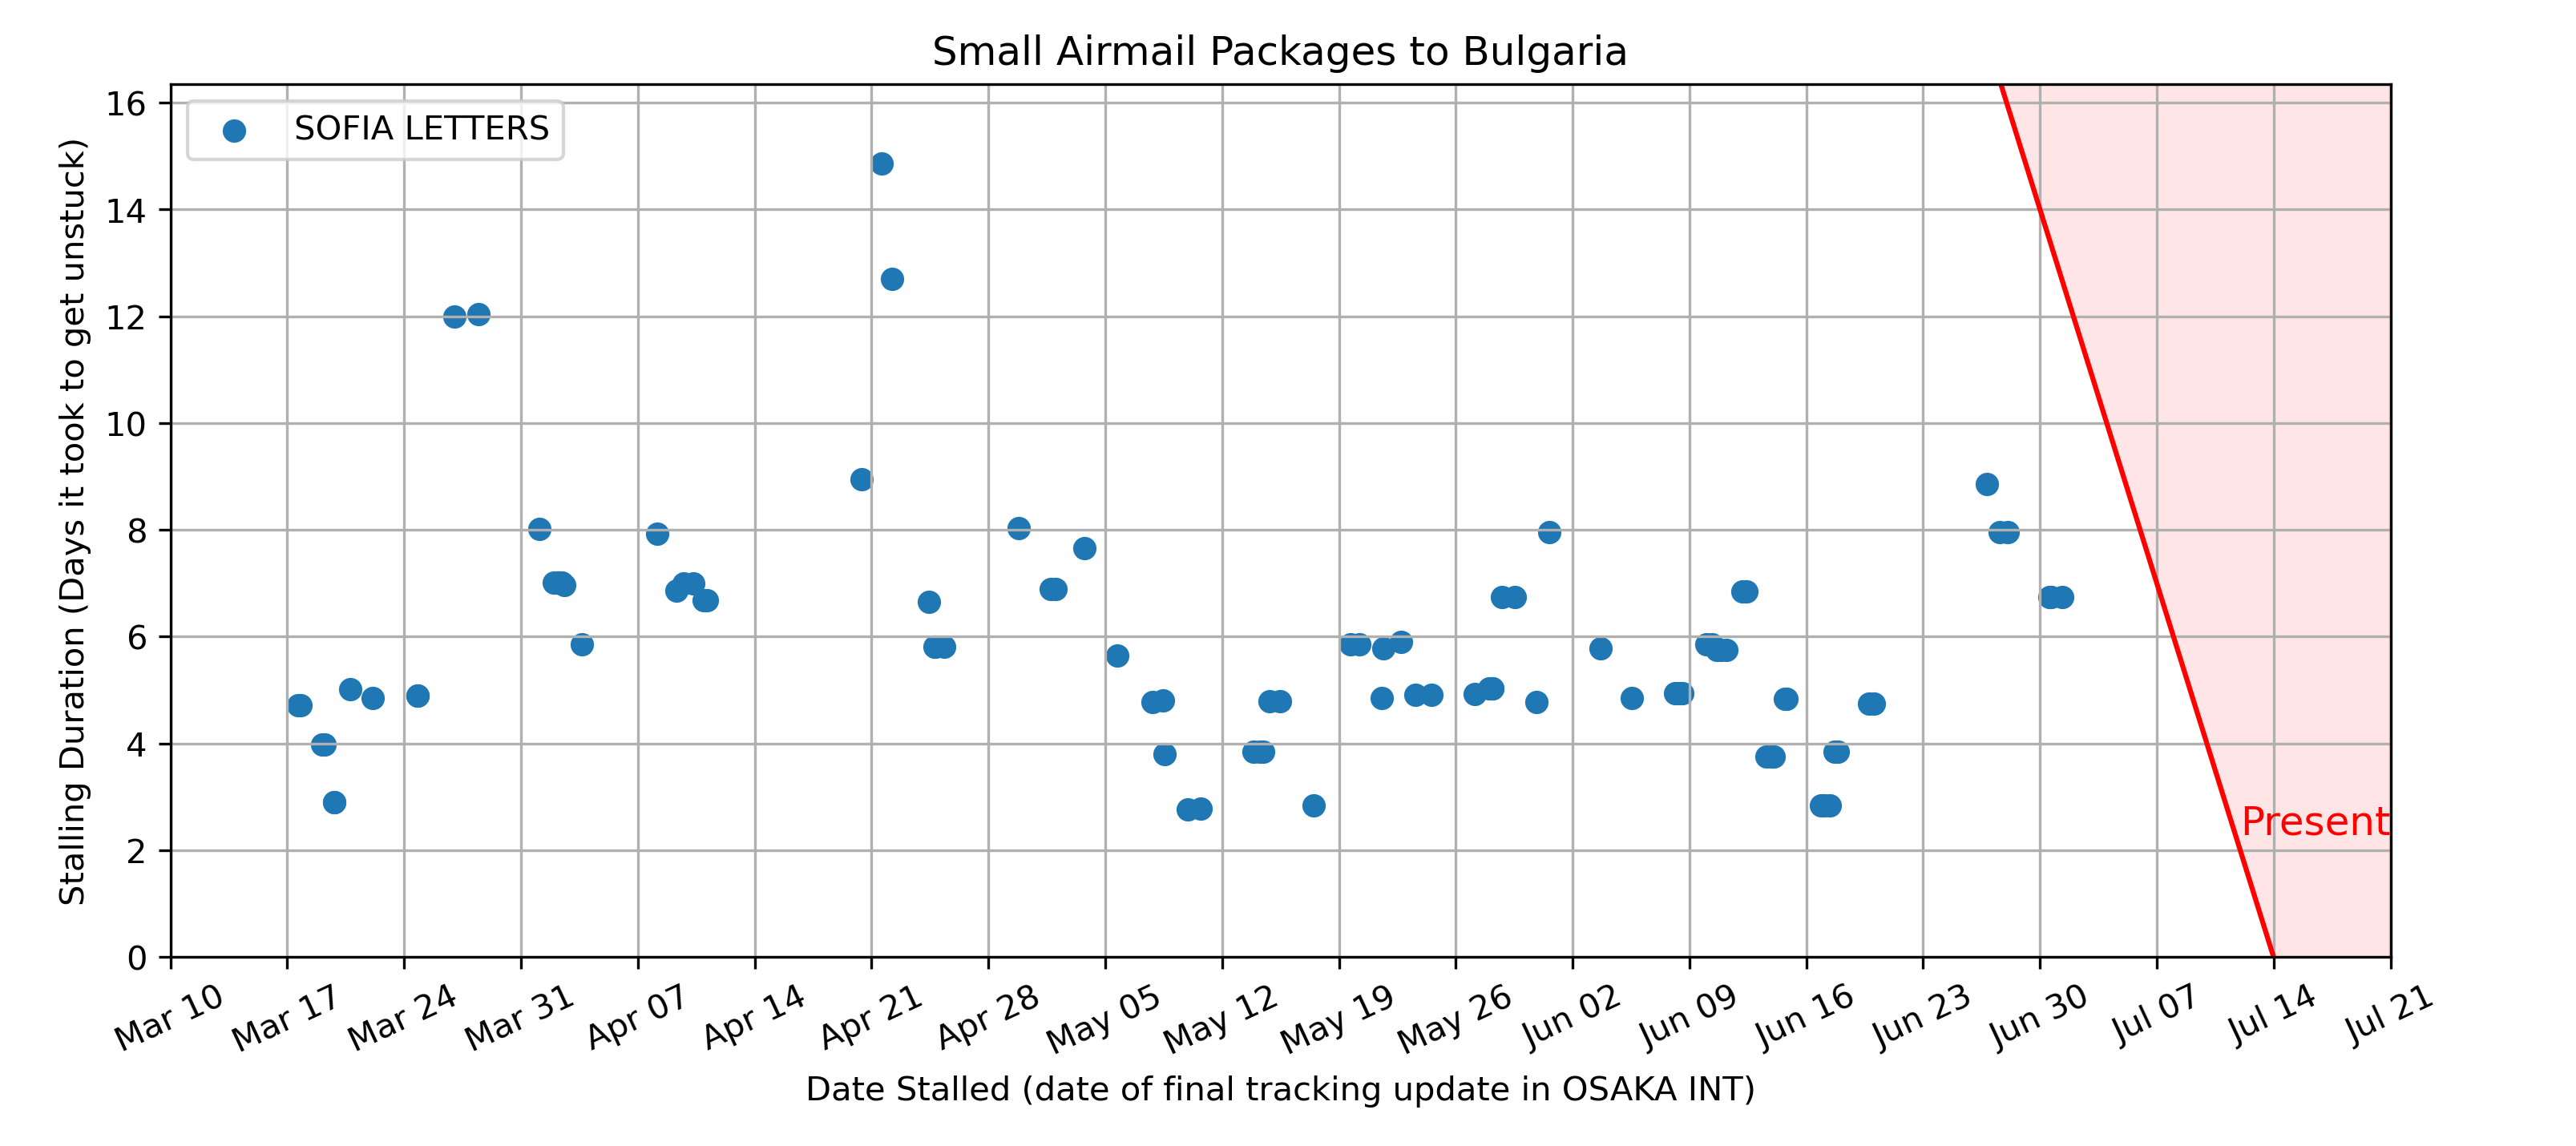 Small Airmail Packages to Bulgaria
SOFIA LETTERS
Stalling Duration (Days it took to get unstuck)
16
14
12
10
8
6
4
2
0
Present
Mar 10
Mar 17
Mar 24
Mar 31
Apr 07
Apr 14
Apr 21
Apr 28
May 05
May 12
May 19
May 26
Jun 02
Jun 09
Jun 16
Jun 23
Jun 30
Jul 07
Jul 14
Jul 21
Date Stalled (date of final tracking update in OSAKA INT)